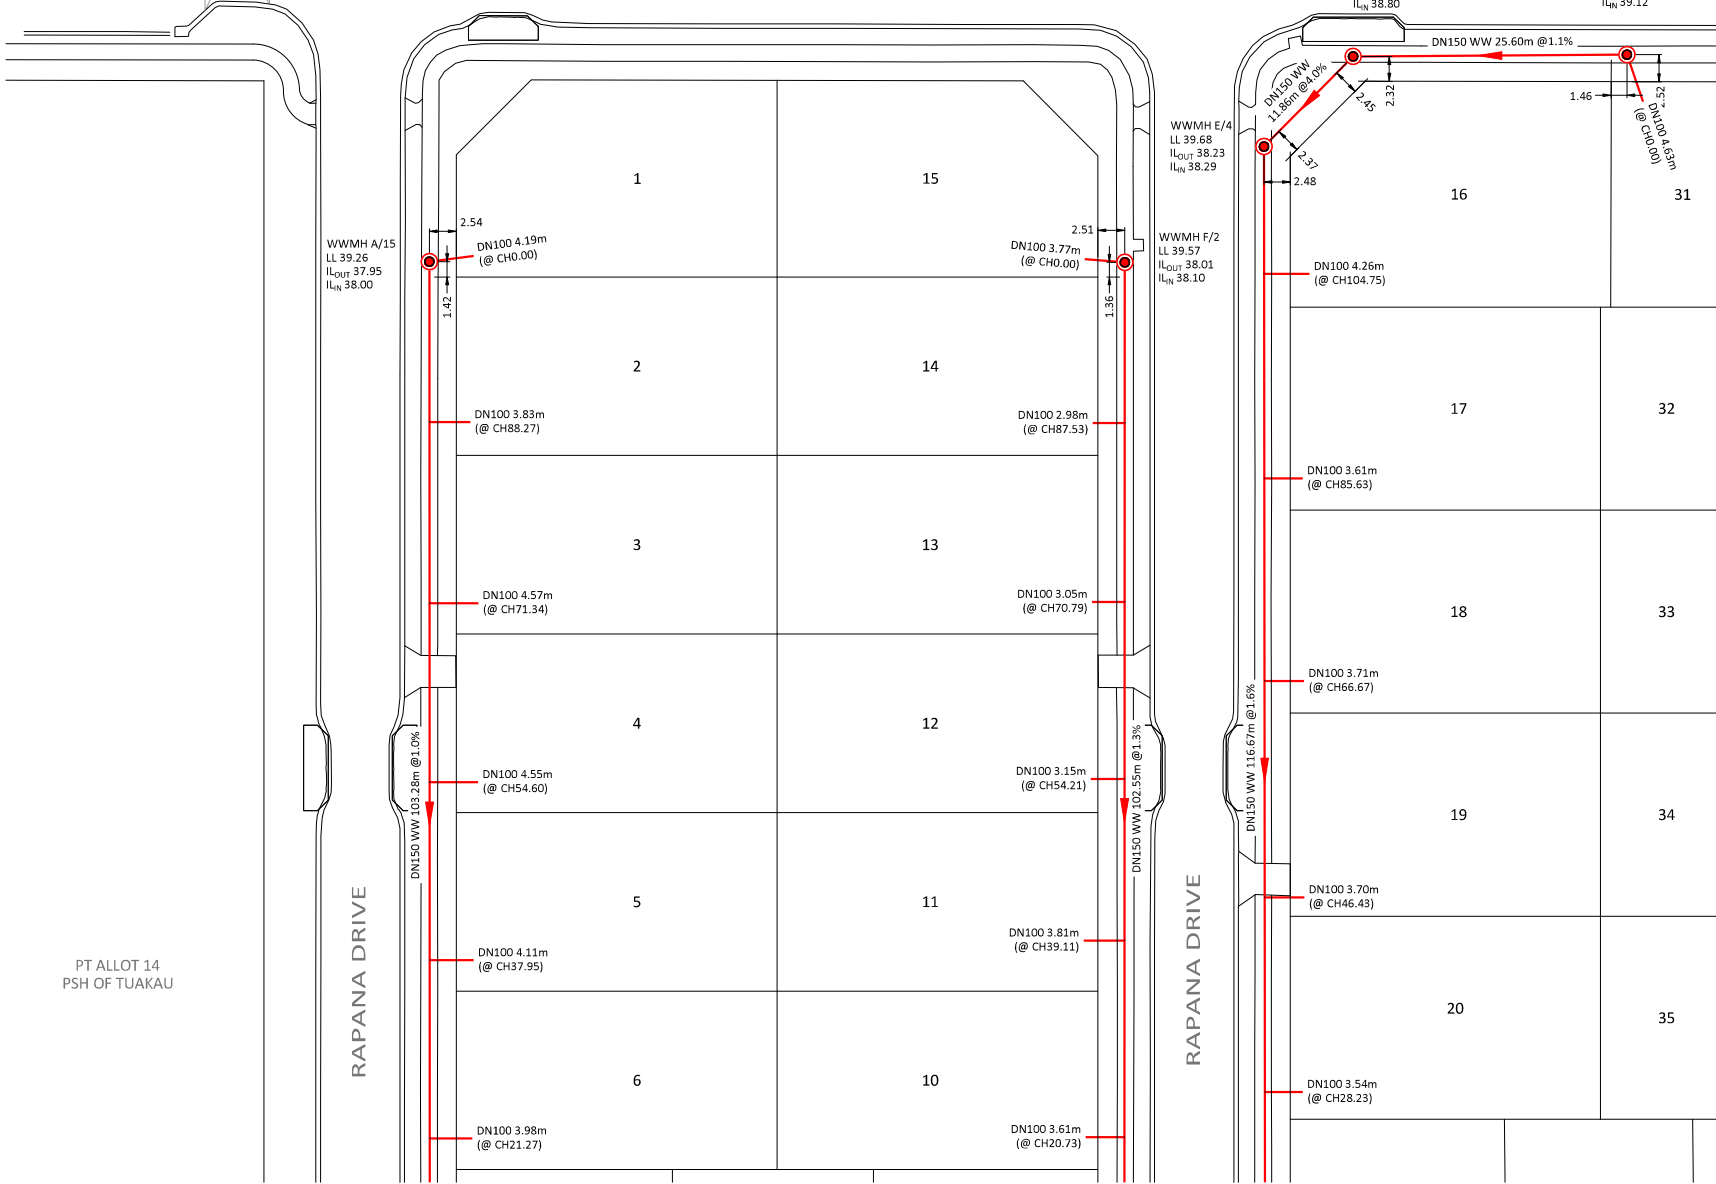 IL IN 38.80
IL IN 39.12
DN150 WW 25.60m @1.1%
DN150 WW
11.86m @4.0%
2.45
2.32
1.46
2.52
DN100 4.63m
(@ CH0.00)
2.37
2.48
WWMH E/4
LL 39.68
IL OUT 38.23
IL IN 38.29
1
15
16
31
WWMH A/15
LL 39.26
IL OUT 37.95
IL IN 38.00
2.54
DN100 4.19m
(@ CH0.00)
1.42
2.51
DN100 3.77m
(@ CH0.00)
1.36
WWMH F/2
LL 39.57
IL OUT 38.01
IL IN 38.10
DN100 4.26m
(@ CH104.75)
2
14
17
32
DN100 3.83m
(@ CH88.27)
DN100 2.98m
(@ CH87.53)
DN100 3.61m
(@ CH85.63)
3
13
18
33
DN100 4.57m
(@ CH71.34)
DN100 3.05m
(@ CH70.79)
DN100 3.71m
(@ CH66.67)
4
12
19
34
DN150 WW 103.28m @1.0%
DN150 WW 102.55m @1.3%
DN150 WW 116.67m @1.6%
DN100 4.55m
(@ CH54.60)
DN100 3.15m
(@ CH54.21)
DN100 3.70m
(@ CH46.43)
5
11
20
35
DN100 4.11m
(@ CH37.95)
DN100 3.81m
(@ CH39.11)
PT ALLOT 14
PSH OF TUAKAU
RAPANA DRIVE
RAPANA DRIVE
6
10
DN100 3.54m
(@ CH28.23)
DN100 3.98m
(@ CH21.27)
DN100 3.61m
(@ CH20.73)